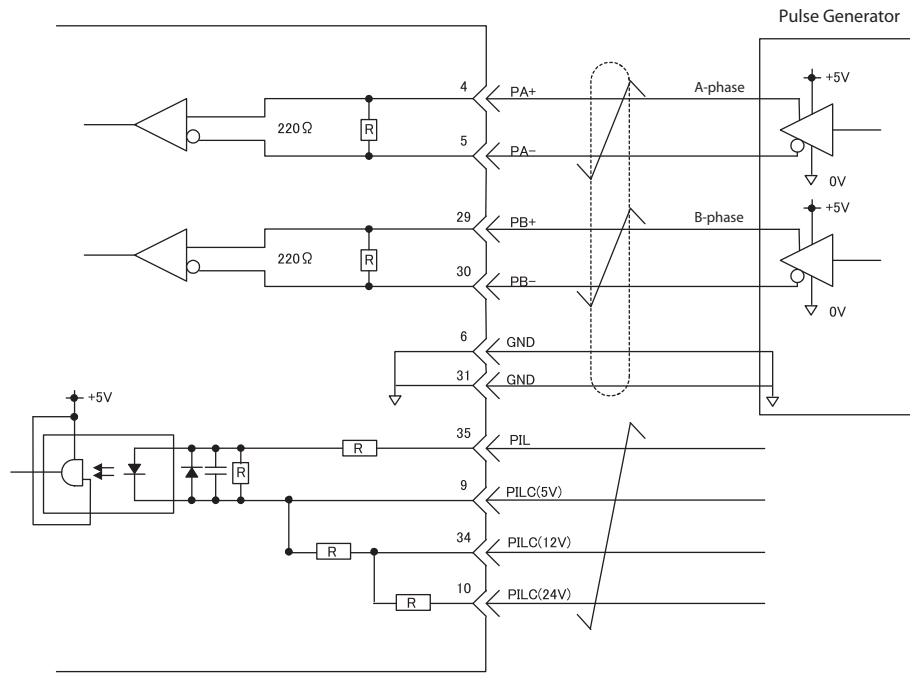 Pulse Generator
+5V
4
PA+
A-phase
220Ω
R
5
PA−
0V
+5V
29
PB+
B-phase
220Ω
R
30
PB−
0V
6
GND
31
GND
+5V
35
PIL
R
R
9
PILC(5V)
34
PILC(12V)
R
10
PILC(24V)
R